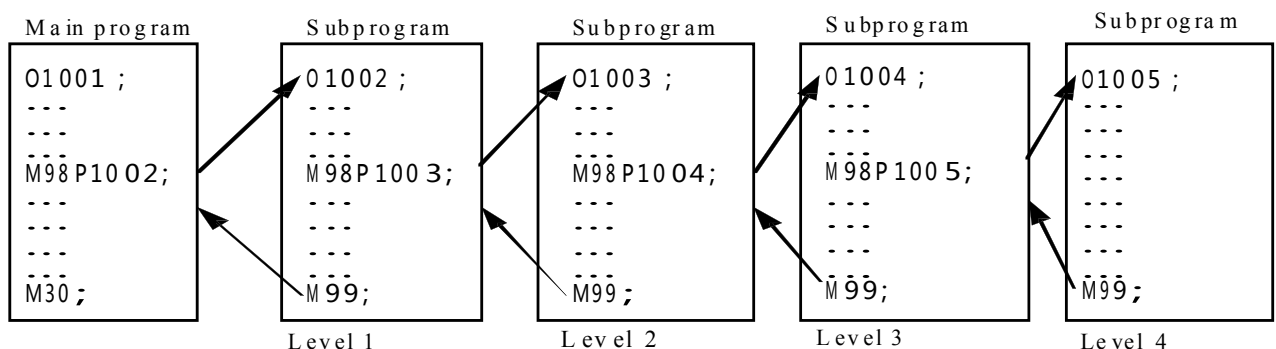 Main program
O1001 ;
---
---
---
M98P1002;
---
---
---
---
M30;
Subprogram
O1002 ;
---
---
---
M98P1003;
---
---
---
---
M99;
Level 1
Subprogram
O1003 ;
---
---
---
M98P1004;
---
---
---
---
M99;
Level 2
Subprogram
O1004 ;
---
---
---
M98P1005;
---
---
---
---
M99;
Level 3
Subprogram
O1005 ;
---
---
---
---
---
---
---
---
M99;
Level 4